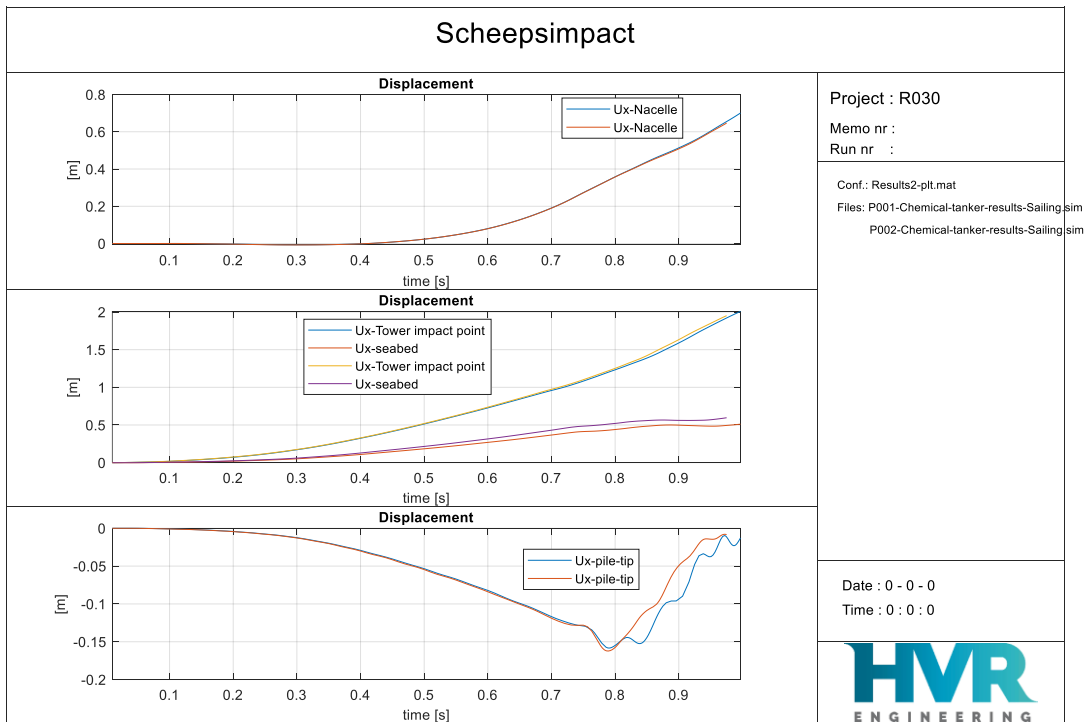 Scheepsimpact
Displacement
0.8
0.6
0.4
0.2
0
[m]
Ux-Nacelle
Ux-Nacelle
0.1 0.2 0.3 0.4 0.5 0.6 0.7 0.8 0.9
time [s]
Displacement
2
1.5
1
0.5
0
[m]
Ux-Tower impact point
Ux-seabed
Ux-Tower impact point
Ux-seabed
0.1 0.2 0.3 0.4 0.5 0.6 0.7 0.8 0.9
time [s]
Displacement
0
-0.05
-0.1
-0.15
-0.2
[m]
Ux-pile-tip
Ux-pile-tip
0.1 0.2 0.3 0.4 0.5 0.6 0.7 0.8 0.9
time [s]
Project : R030
Memo nr :
Run nr :
Conf.: Results2-plt.mat
Files: P001-Chemical-tanker-results-Sailing.sim
P002-Chemical-tanker-results-Sailing.sim
Date : 0 - 0 - 0
Time : 0 : 0 : 0
HVR
ENGINEERING